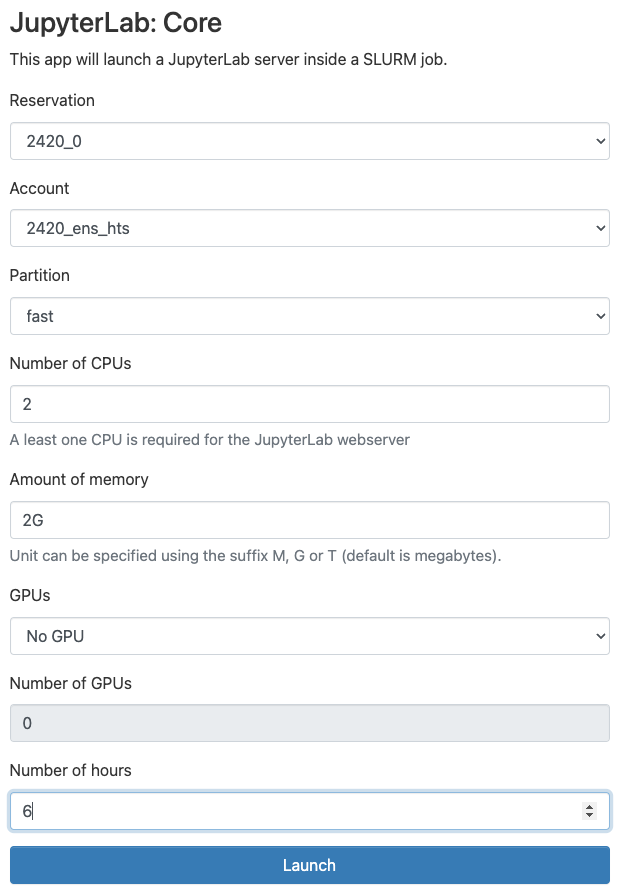 JupyterLab: Core
This app will launch a JupyterLab server inside a SLURM job.
Reservation
2420_0
Account
2420_ens_hts
Partition
fast
Number of CPUs
2
A least one CPU is required for the JupyterLab webserver
Amount of memory
2G
Unit can be specified using the suffix M, G or T (default is megabytes).
GPUs
No GPU
Number of GPUs
0
Number of hours
6
Launch